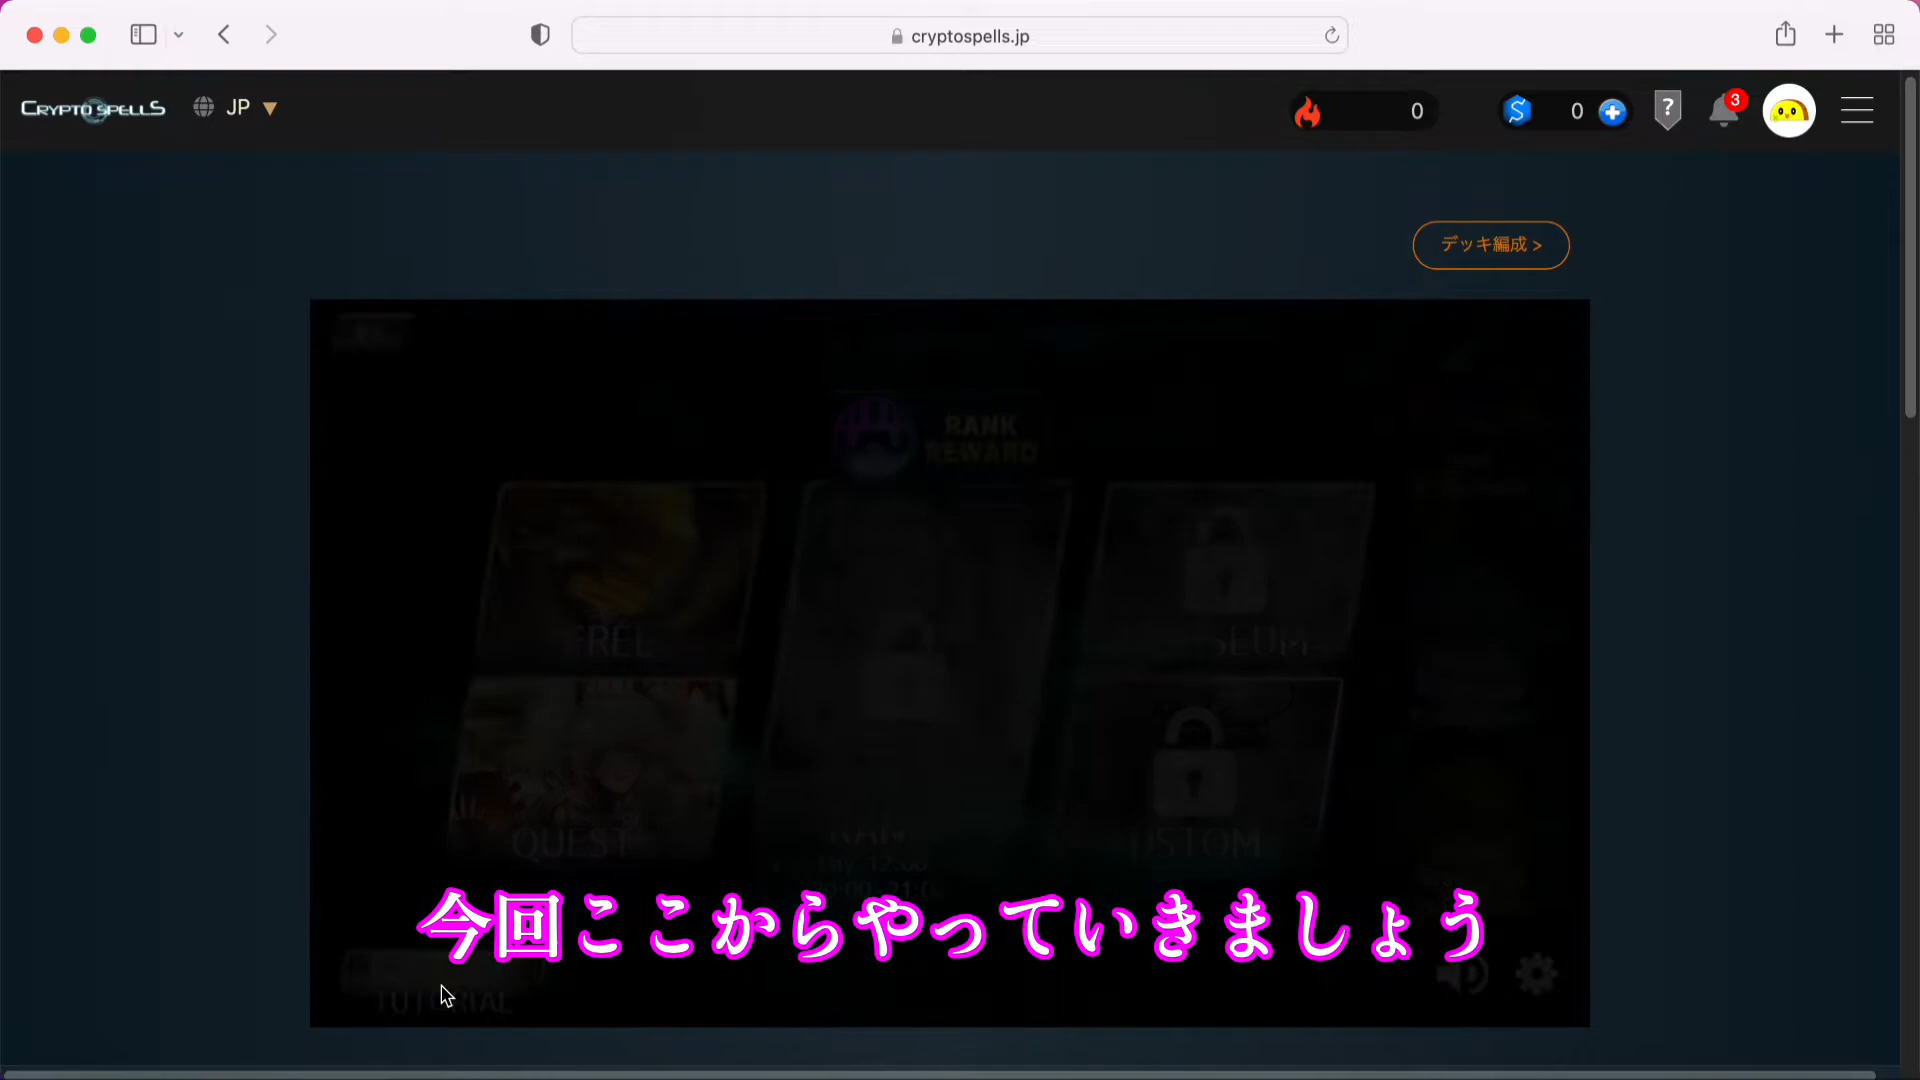 cryptospells.jp
CRYPTO SPELLS
JP
0
0
?
3
デッキ編成 >
RANK
REWARD
FREE
QUEST
TUTORIAL
今回ここからやっていきましょう